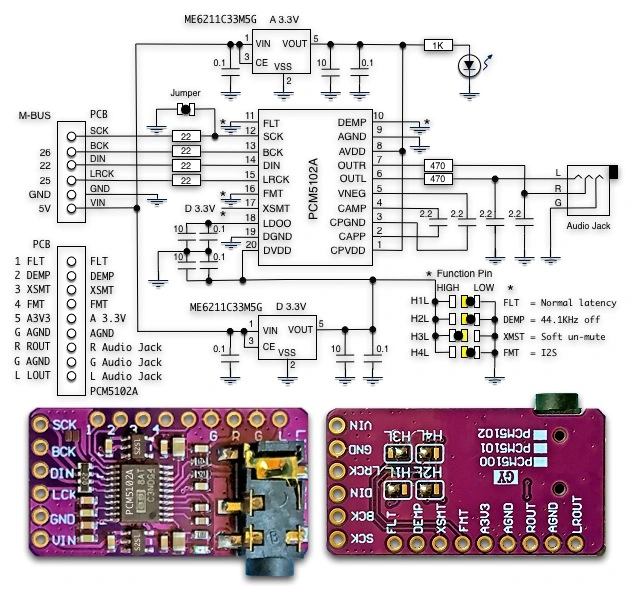 ME6211C33M5G A 3.3V
1 VIN VOUT 5
3 CE
VSS
2
0.1
10
0.1
1K
Jumper
M-BUS PCB
SCK
BCK
26 DIN
22 LRCK
25 GND
GND VIN
5V
22
22
22
22
PCM5102A
* 11 FLT
12 SCK
13 BCK
14 DIN
15 LRCK
* 16 FMT
* 17 XSMT
18 LDOO
19 DGND
20 DVDD
DEMP 10 *
AGND 9
AVDD 8
OUTR 7
OUTL 6
VNEG 5
CAMP 4
CPGND 3
CAPP 2
CPVDD 1
470
470
2.2
2.2
2.2
2.2
L
R
G
Audio Jack
D 3.3V
10 0.1
10 0.1
PCB
1 FLT FLT
2 DEMP DEMP
3 XSMT XSMT
4 FMT FMT
5 A3V3 A 3.3V
G AGND AGND
R ROUT R Audio Jack
G AGND G Audio Jack
L LOUT L Audio Jack
PCM5102A
ME6211C33M5G D 3.3V
1 VIN VOUT 5
3 CE
VSS
2
0.1
10
0.1
* Function Pin
HIGH LOW *
H1L FLT = Normal latency
H2L DEMP = 44.1KHz off
H3L XMST = Soft un-mute
H4L FMT = I2S
SCK
BCK
DIN
LCK
GND
VIN
1 2 3 4 G R G L
PCM5102A
S2SI
S2SI
B
VIN
GND
LRCK
DIN
BCK
SCK
H3L H4L
H1L H2L
PCM5102
PCM5101
PCM5100
GY
FLT
DEMP
XSMT
FMT
A3V3
AGND
ROUT
AGND
LROUT